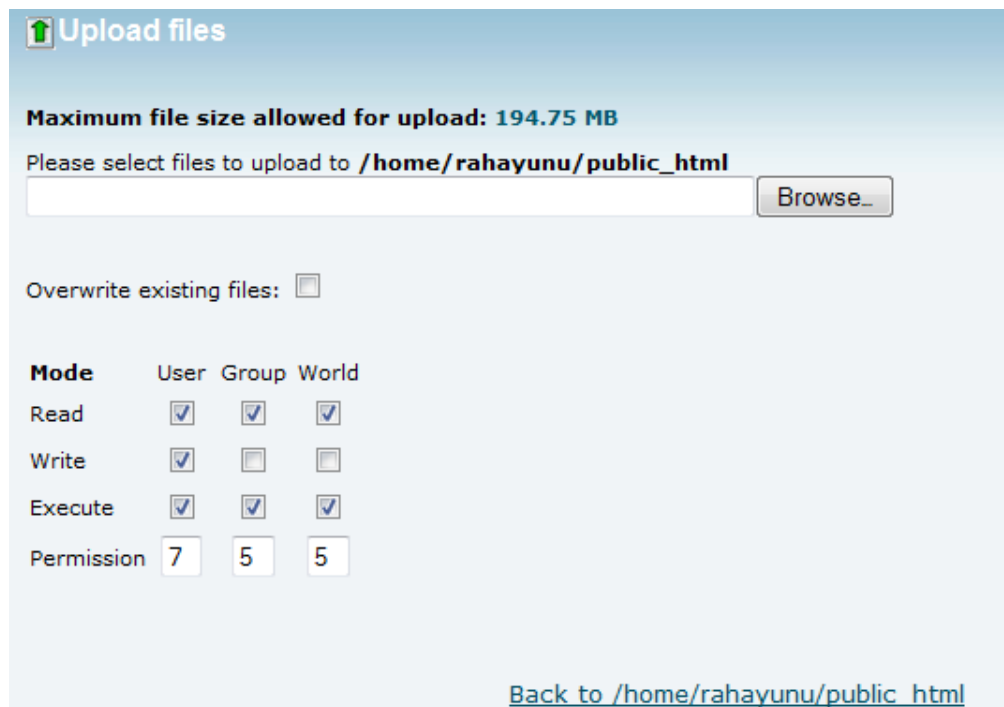 Upload files
Maximum file size allowed for upload: 194.75 MB
Please select files to upload to /home/rahayunu/public_html
Browse...
Overwrite existing files:
Mode User Group World
Read
Write
Execute
Permission 7 5 5
Back to /home/rahayunu/public_html